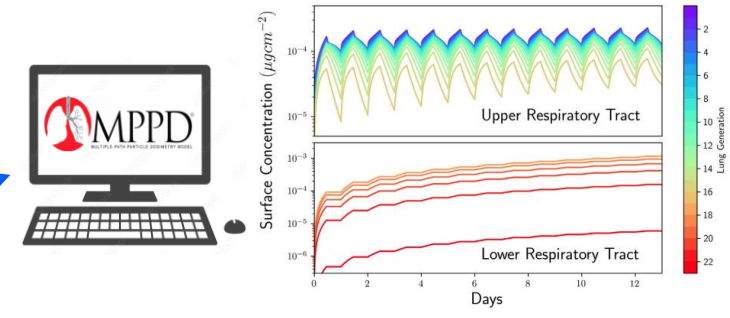 MPPD
MULTIPLE-PATH PARTICLE DOSIMETRY MODEL
Surface Concentration (μgcm⁻²)
10⁻⁴
10⁻⁵
Upper Respiratory Tract
10⁻³
10⁻⁴
10⁻⁵
10⁻⁶
Lower Respiratory Tract
0 2 4 6 8 10 12
Days
2
4
6
8
10
12
14
16
18
20
22
Lung Generation